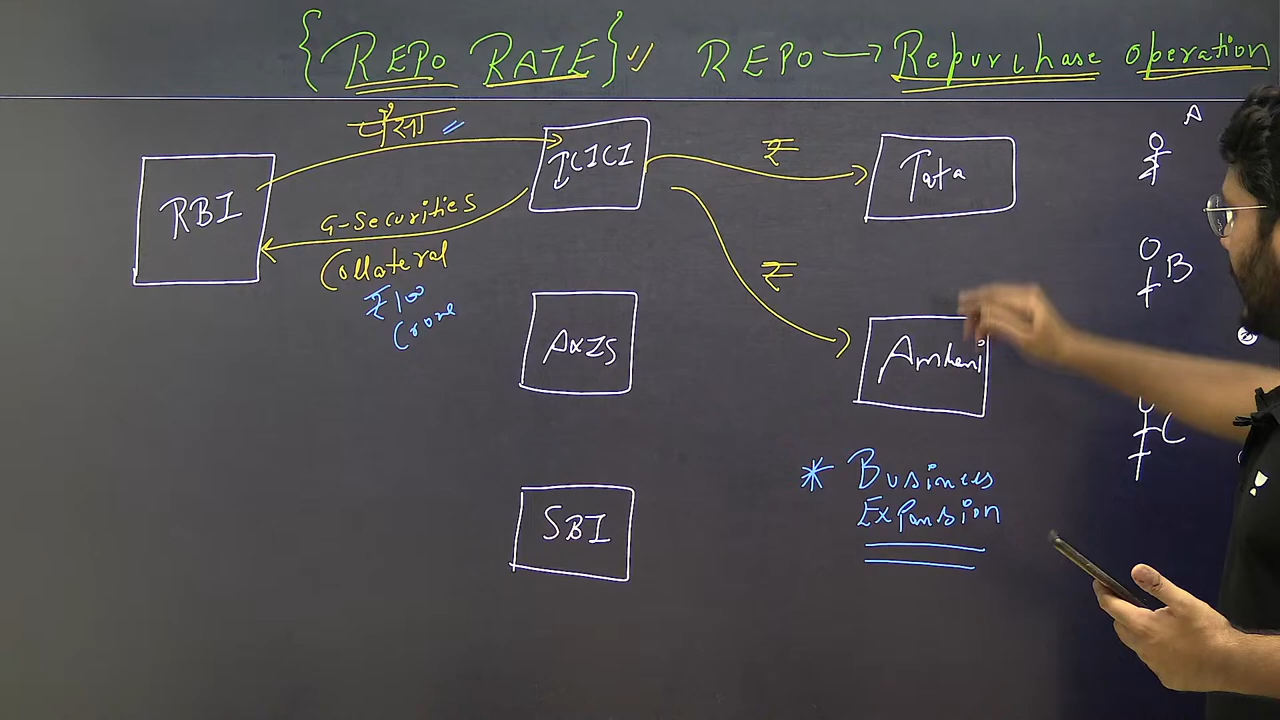 {REPO RATE} REPO → Repurchase operation
पैसा
RBI
ICICI
₹
Tata
A
G-Securities
Collateral
₹100
Crore
₹
B
Axis
Ambani
C
* Business
Expansion
SBI